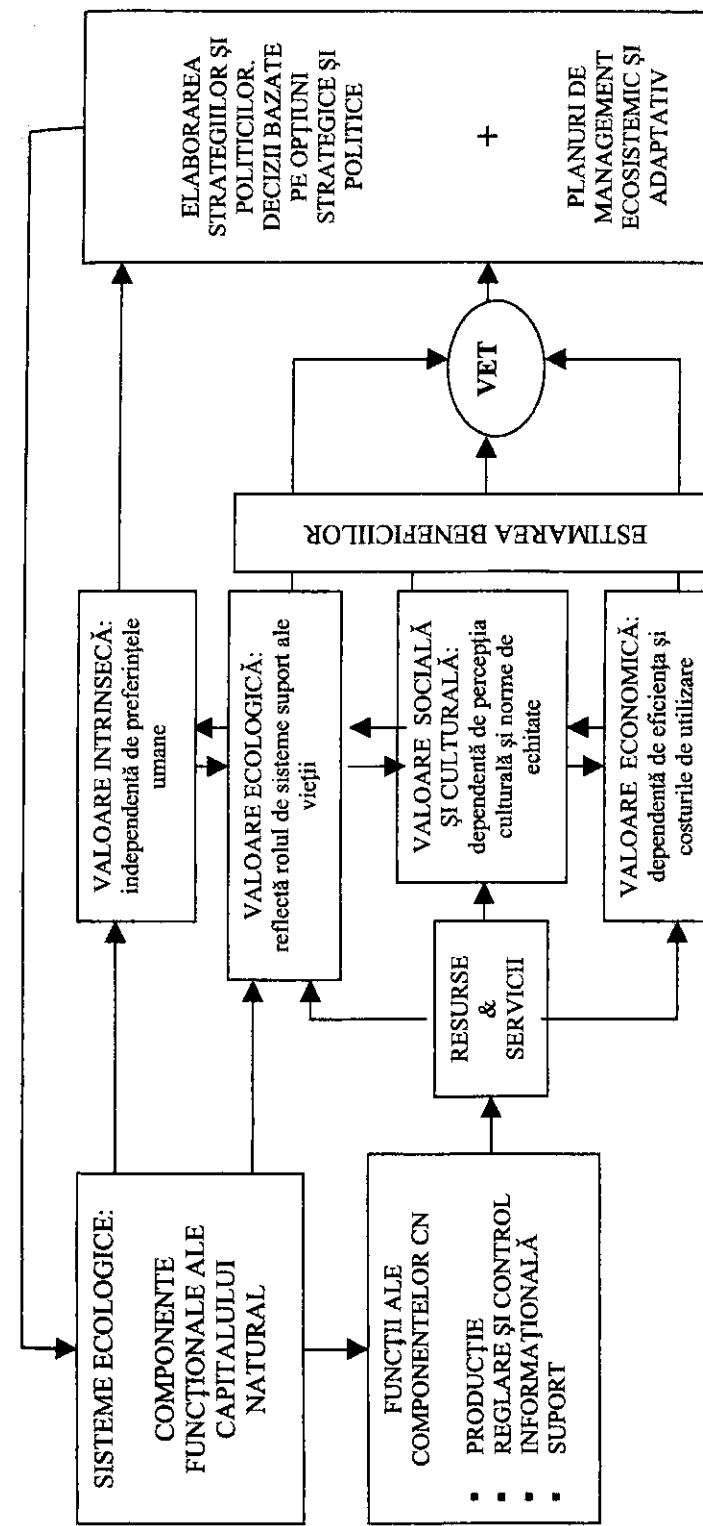 SISTEME ECOLOGICE:
COMPONENTE
FUNCȚIONALE ALE
CAPITALULUI
NATURAL
FUNCȚII ALE
COMPONENTELOR CN
▪ PRODUCȚIE
▪ REGLARE ȘI CONTROL
▪ INFORMAȚIONALĂ
▪ SUPORT
RESURSE
&
SERVICII
VALOARE INTRINSECĂ:
independentă de preferințele
umane
VALOARE ECOLOGICĂ:
reflectă rolul de sisteme suport ale
vieții
VALOARE SOCIALĂ
ȘI CULTURALĂ:
dependentă de percepția
culturală și norme de
echitate
VALOARE ECONOMICĂ:
dependentă de eficiența și
costurile de utilizare
ESTIMAREA BENEFICIILOR
VET
ELABORAREA
STRATEGIILOR ȘI
POLITICILOR.
DECIZII BAZATE
PE OPȚIUNI
STRATEGICE ȘI
POLITICE
+
PLANURI DE
MANAGEMENT
ECOSISTEMIC ȘI
ADAPTATIV